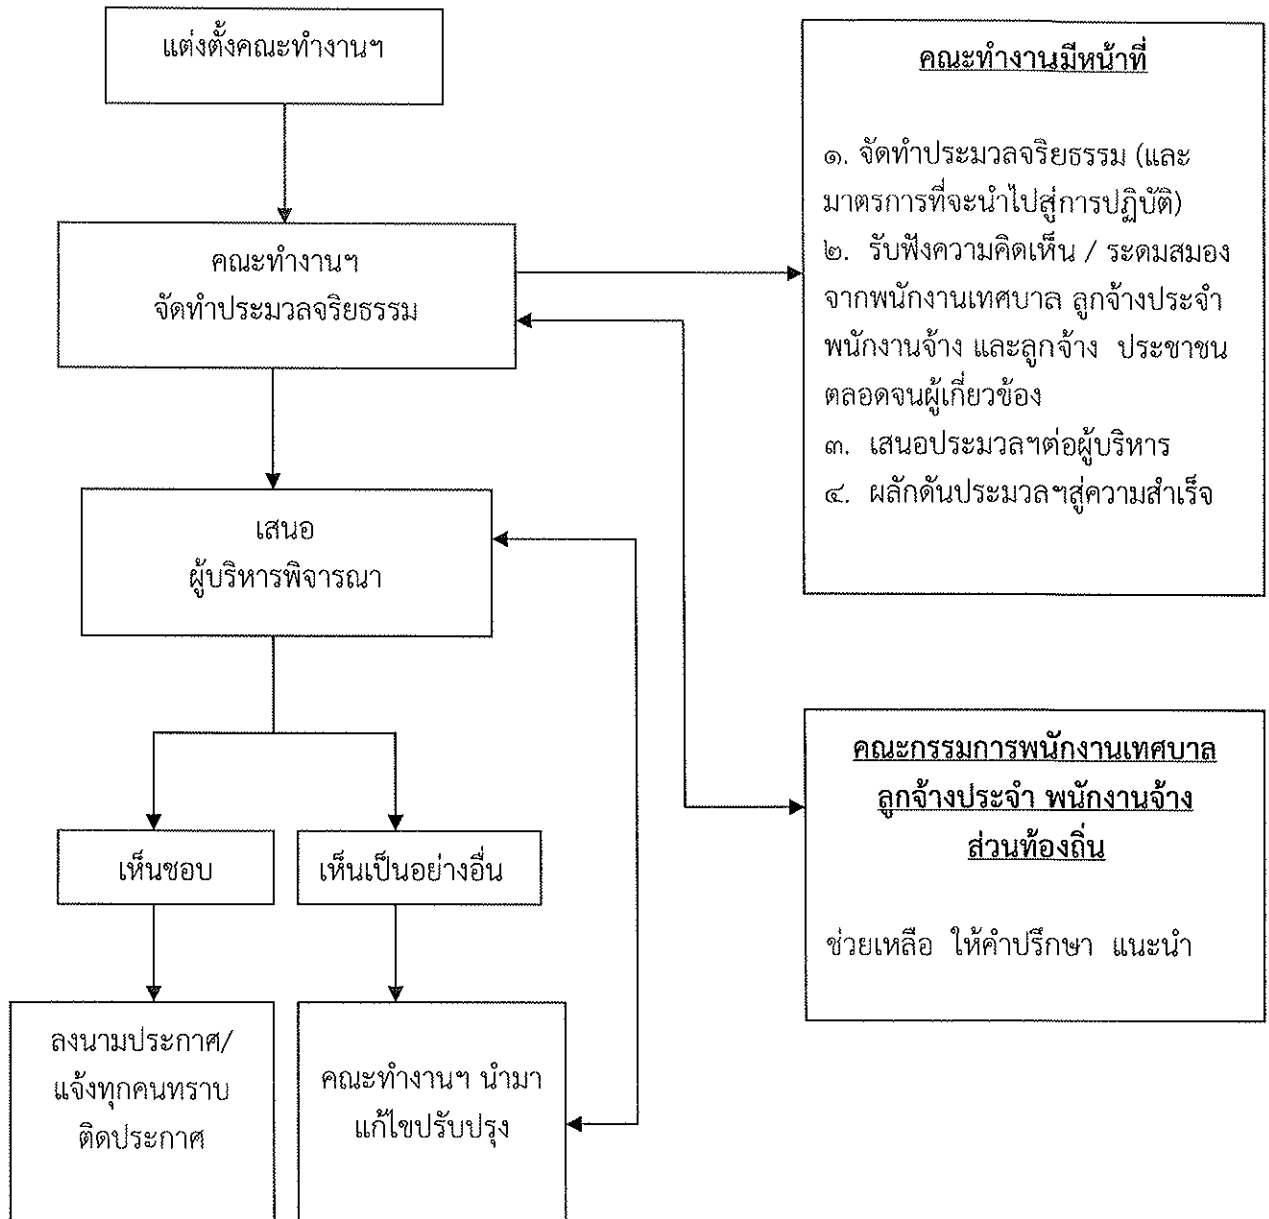 แต่งตั้งคณะทำงานฯ
คณะทำงานฯ
จัดทำประมวลจริยธรรม
เสนอ
ผู้บริหารพิจารณา
เห็นชอบ
เห็นเป็นอย่างอื่น
ลงนามประกาศ/
แจ้งทุกคนทราบ
ติดประกาศ
คณะทำงานฯ นำมา
แก้ไขปรับปรุง
คณะทำงานมีหน้าที่
๑. จัดทำประมวลจริยธรรม (และ
มาตรการที่จะนำไปสู่การปฏิบัติ)
๒. รับฟังความคิดเห็น / ระดมสมอง
จากพนักงานเทศบาล ลูกจ้างประจำ
พนักงานจ้าง และลูกจ้าง ประชาชน
ตลอดจนผู้เกี่ยวข้อง
๓. เสนอประมวลฯต่อผู้บริหาร
๔. ผลักดันประมวลฯสู่ความสำเร็จ
คณะกรรมการพนักงานเทศบาล
ลูกจ้างประจำ พนักงานจ้าง
ส่วนท้องถิ่น
ช่วยเหลือ ให้คำปรึกษา แนะนำ